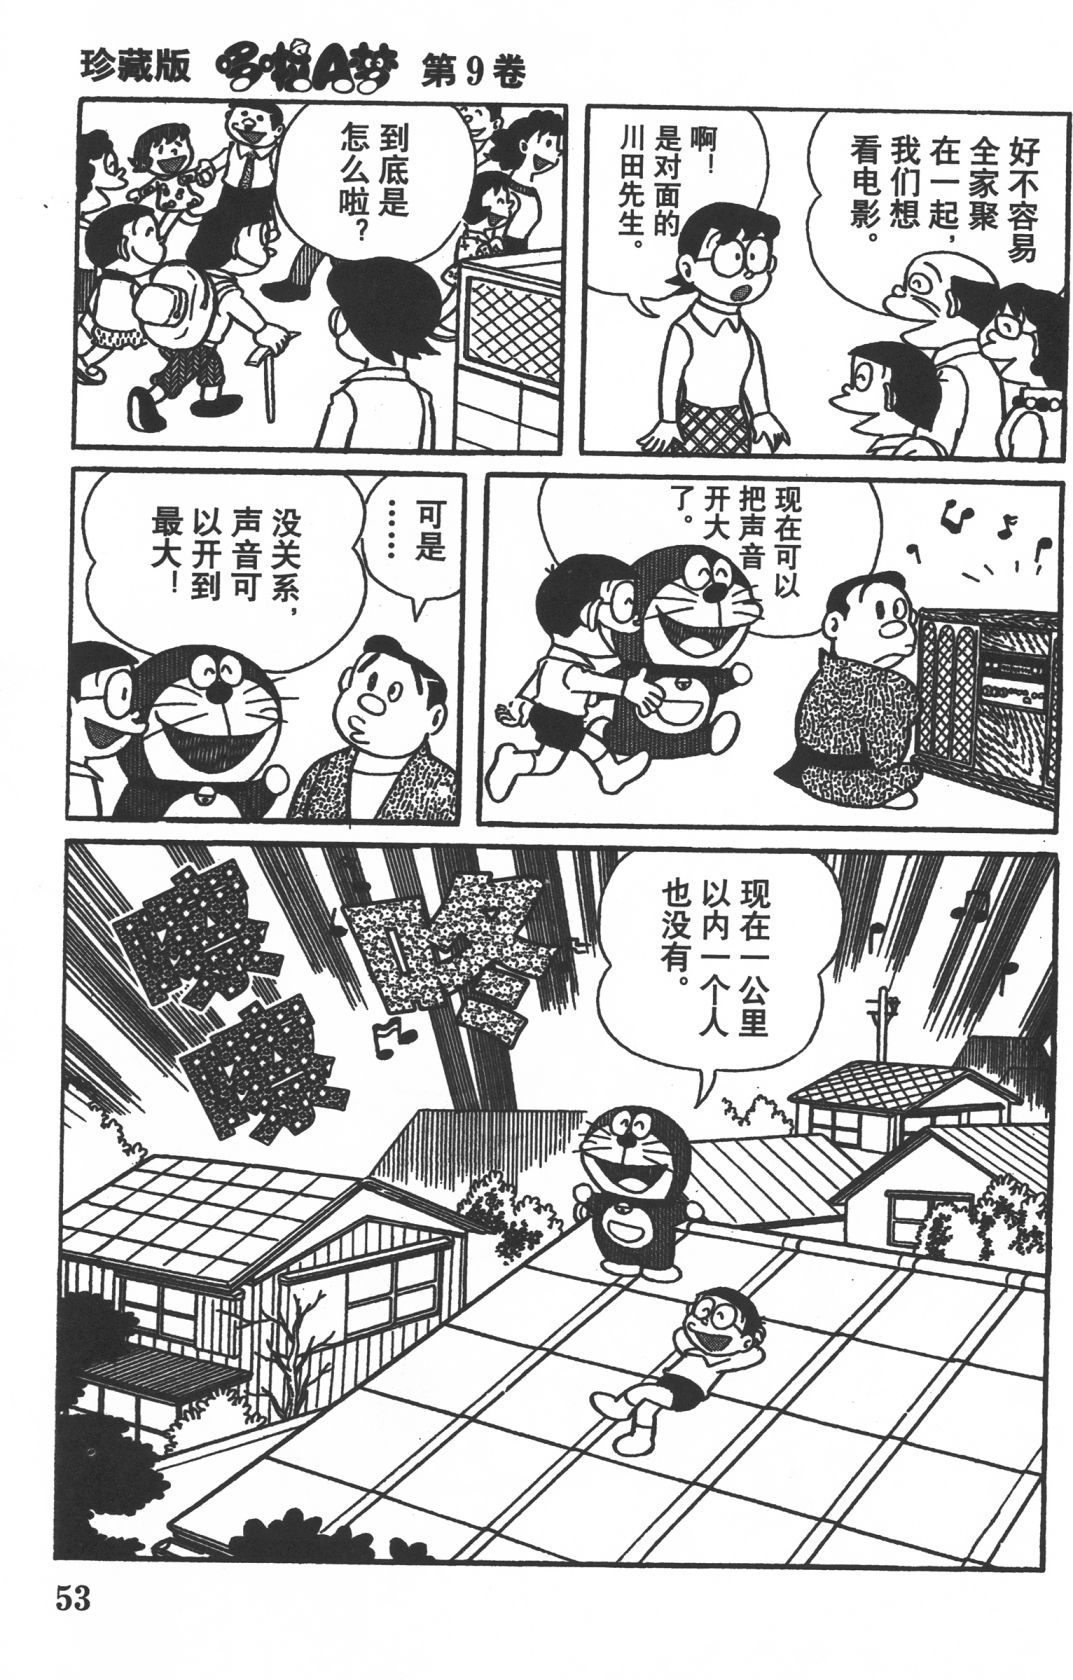 珍藏版 哆啦A梦 第9卷
好不容易
全家聚
在一起,
我们想
看电影。
啊!
是对面的
川田先生。
到底是
怎么啦?
现在可以
把声音
开大
了。
可是
……
没关系,
声音可
以开到
最大!
现在一公里
以内一个人
也没有。
咚
隆
隆
53